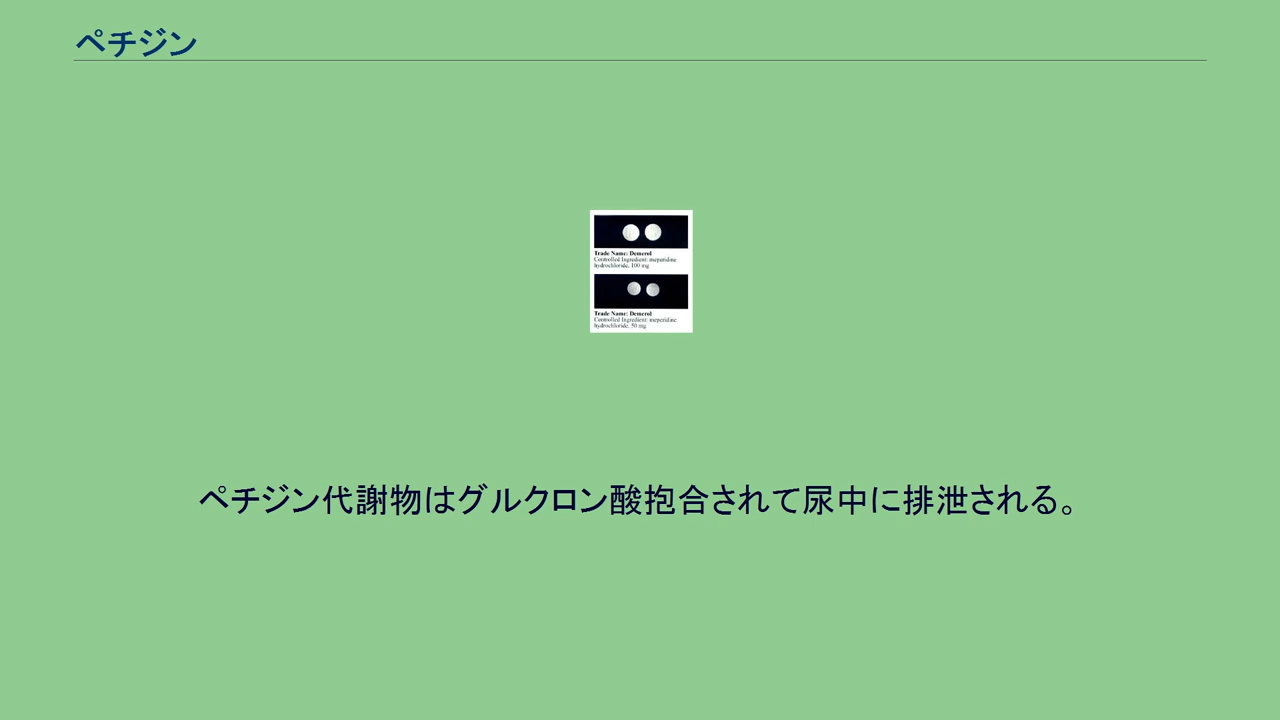 ペチジン
Trade Name: Demerol
Controlled Ingredient: meperidine
hydrochloride, 100 mg
Trade Name: Demerol
Controlled Ingredient: meperidine
hydrochloride, 50 mg
ペチジン代謝物はグルクロン酸抱合されて尿中に排泄される。